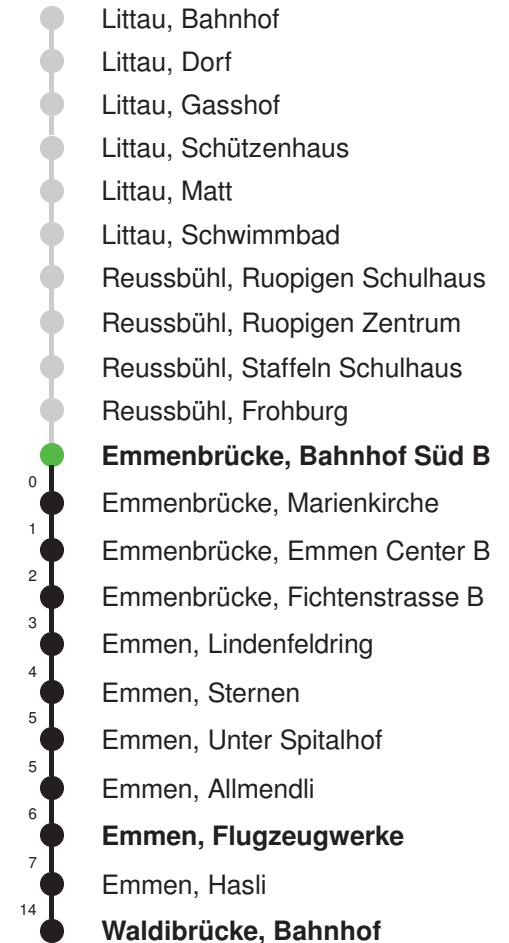 Littau, Bahnhof
Littau, Dorf
Littau, Gasshof
Littau, Schützenhaus
Littau, Matt
Littau, Schwimmbad
Reussbühl, Ruopigen Schulhaus
Reussbühl, Ruopigen Zentrum
Reussbühl, Staffeln Schulhaus
Reussbühl, Frohburg
Emmenbrücke, Bahnhof Süd B
0
Emmenbrücke, Marienkirche
1
Emmenbrücke, Emmen Center B
2
Emmenbrücke, Fichtenstrasse B
3
Emmen, Lindenfeldring
4
Emmen, Sternen
5
Emmen, Unter Spitalhof
5
Emmen, Allmendli
6
Emmen, Flugzeugwerke
7
Emmen, Hasli
14
Waldibrücke, Bahnhof